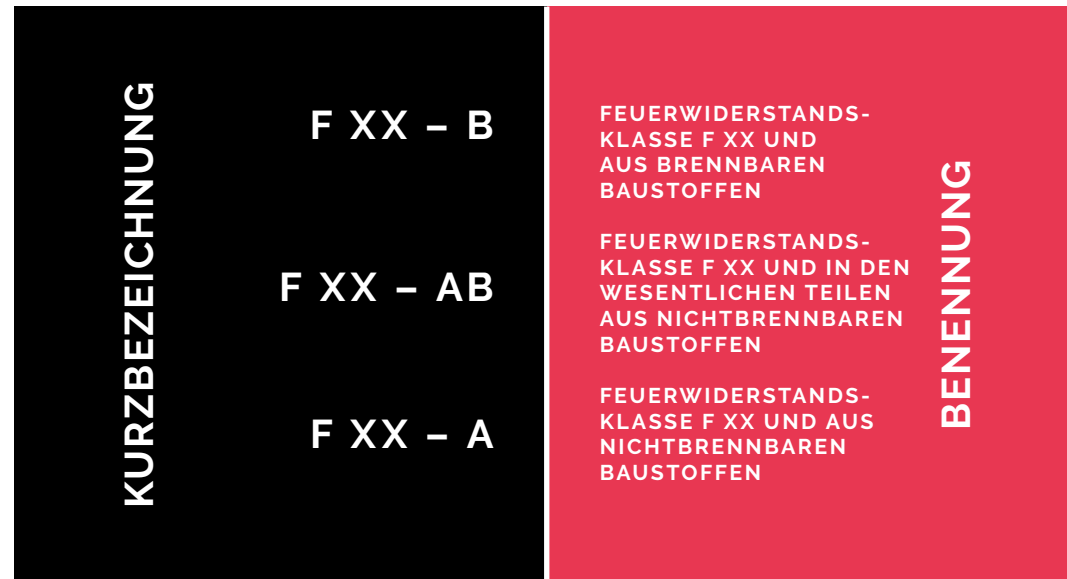 KURZBEZEICHNUNG
F XX – B
F XX – AB
F XX – A
FEUERWIDERSTANDS-
KLASSE F XX UND
AUS BRENNBAREN
BAUSTOFFEN
FEUERWIDERSTANDS-
KLASSE F XX UND IN DEN
WESENTLICHEN TEILEN
AUS NICHTBRENNBAREN
BAUSTOFFEN
FEUERWIDERSTANDS-
KLASSE F XX UND AUS
NICHTBRENNBAREN
BAUSTOFFEN
BENENNUNG